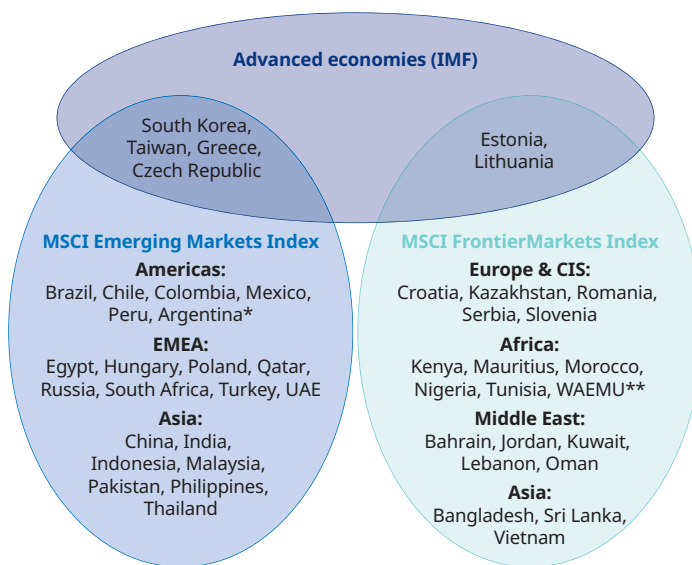 Advanced economies (IMF)
South Korea,
Taiwan, Greece,
Czech Republic
Estonia,
Lithuania
MSCI Emerging Markets Index
Americas:
Brazil, Chile, Colombia, Mexico,
Peru, Argentina*
EMEA:
Egypt, Hungary, Poland, Qatar,
Russia, South Africa, Turkey, UAE
Asia:
China, India,
Indonesia, Malaysia,
Pakistan, Philippines,
Thailand
MSCI FrontierMarkets Index
Europe & CIS:
Croatia, Kazakhstan, Romania,
Serbia, Slovenia
Africa:
Kenya, Mauritius, Morocco,
Nigeria, Tunisia, WAEMU**
Middle East:
Bahrain, Jordan, Kuwait,
Lebanon, Oman
Asia:
Bangladesh, Sri Lanka,
Vietnam